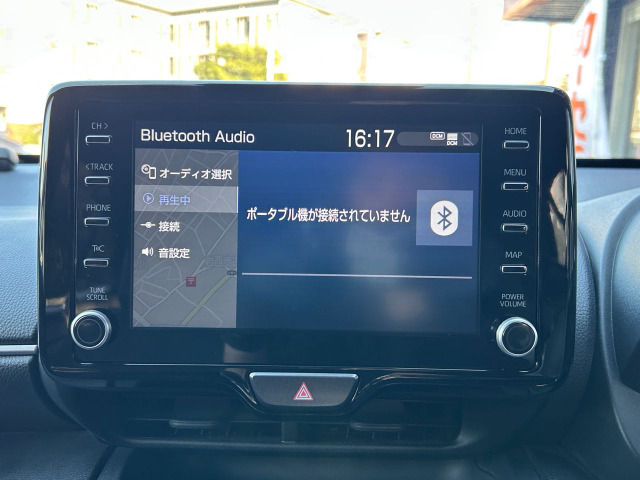 CH >
< TRACK
PHONE
T★C
TUNE
SCROLL
Bluetooth Audio
16:17
DCM
DCM
オーディオ選択
再生中
接続
音設定
ポータブル機が接続されていません
HOME
MENU
AUDIO
MAP
POWER
VOLUME